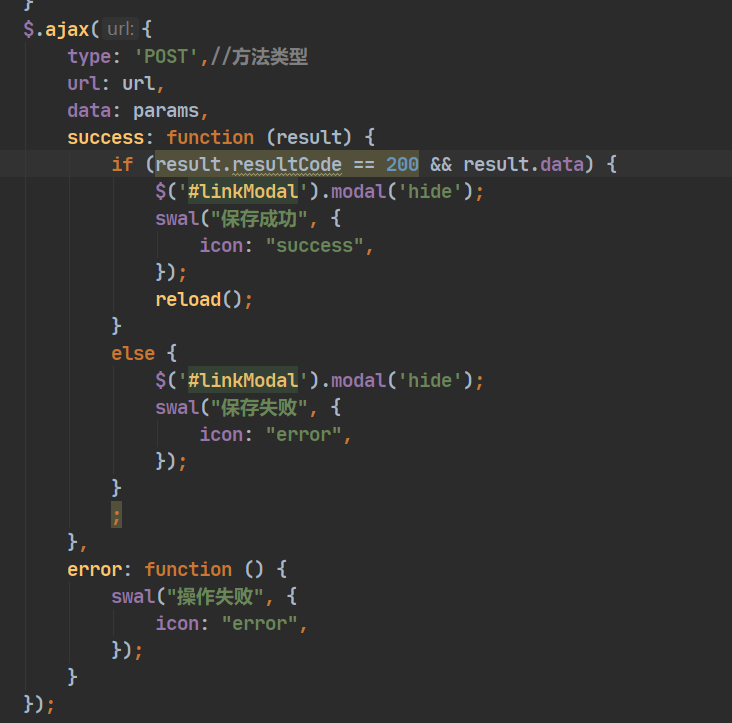 }
$.ajax( url: {
    type: 'POST',//方法类型
    url: url,
    data: params,
    success: function (result) {
        if (result.resultCode == 200 && result.data) {
            $('#linkModal').modal('hide');
            swal("保存成功", {
                icon: "success",
            });
            reload();
        }
        else {
            $('#linkModal').modal('hide');
            swal("保存失败", {
                icon: "error",
            });
        }
        ;
    },
    error: function () {
        swal("操作失败", {
            icon: "error",
        });
    }
});